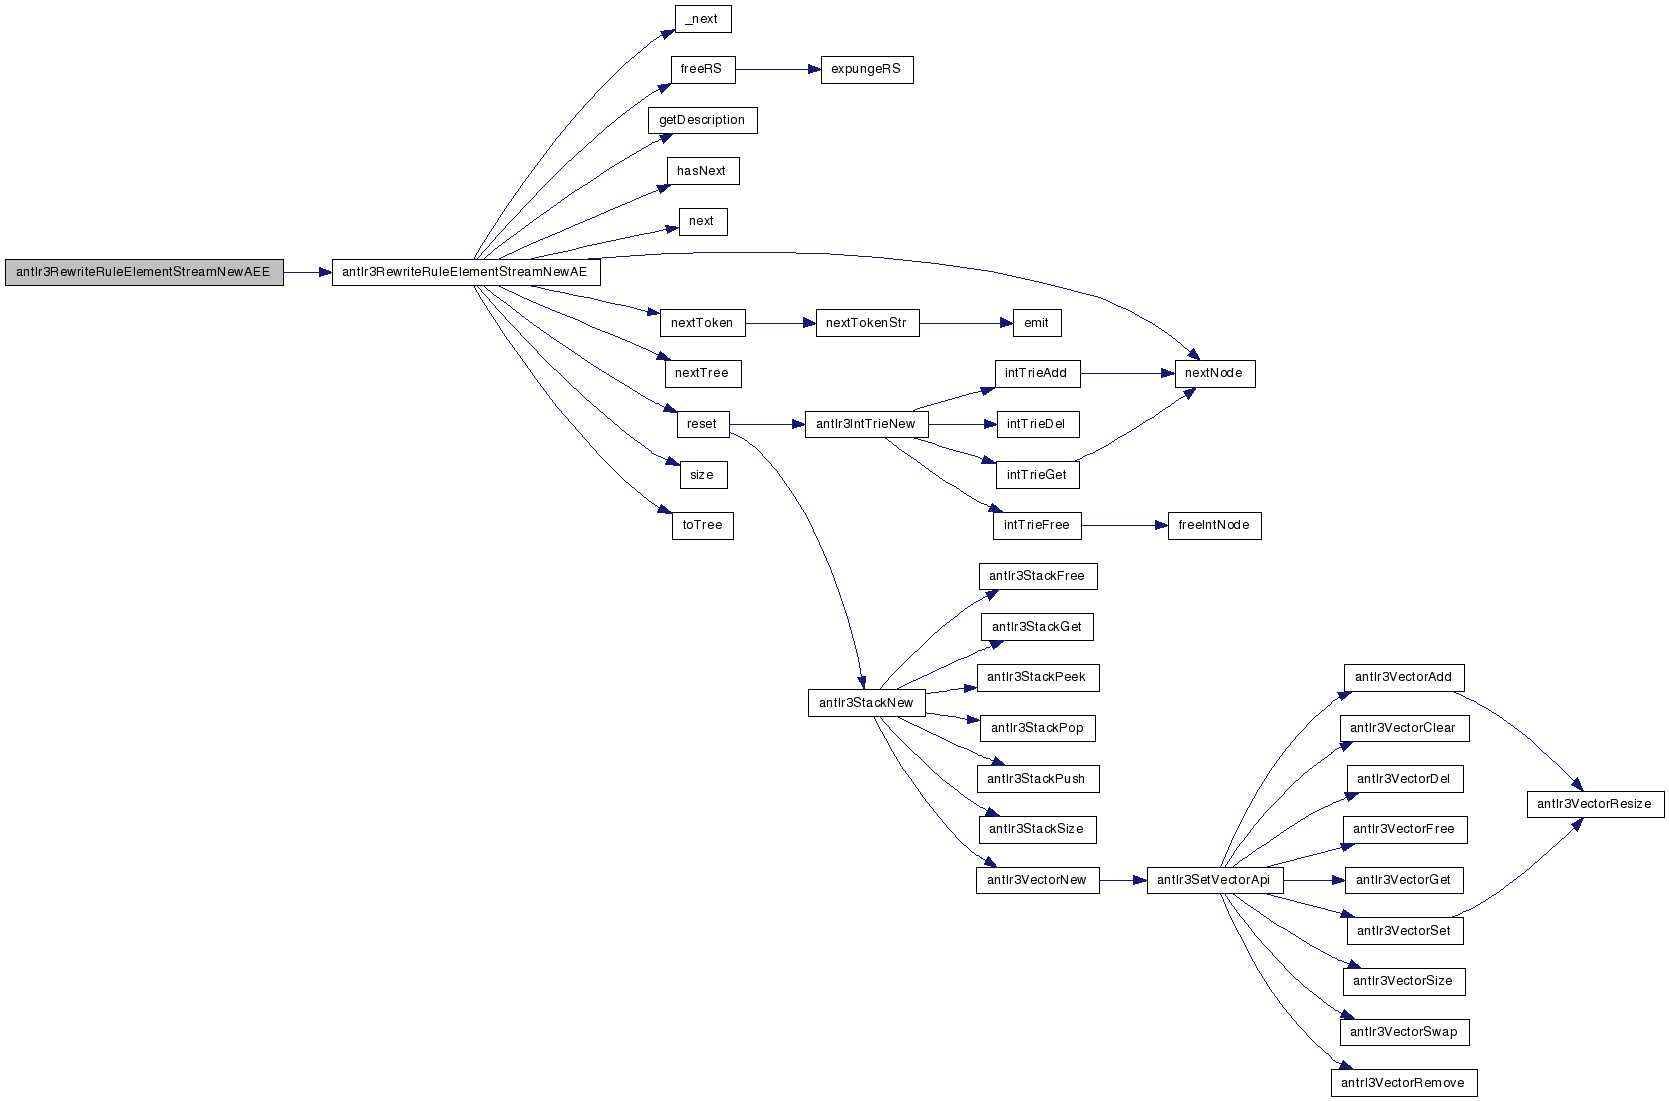 _next
freeRS
expungeRS
getDescription
hasNext
next
antlr3RewriteRuleElementStreamNewAEE
antlr3RewriteRuleElementStreamNewAE
nextToken
nextTokenStr
emit
nextTree
intTrieAdd
nextNode
reset
antlr3IntTrieNew
intTrieDel
size
intTrieGet
toTree
intTrieFree
freeIntNode
antlr3StackFree
antlr3StackGet
antlr3StackPeek
antlr3VectorAdd
antlr3StackNew
antlr3StackPop
antlr3VectorClear
antlr3StackPush
antlr3VectorDel
antlr3VectorResize
antlr3StackSize
antlr3VectorFree
antlr3VectorNew
antlr3SetVectorApi
antlr3VectorGet
antlr3VectorSet
antlr3VectorSize
antlr3VectorSwap
antrl3VectorRemove